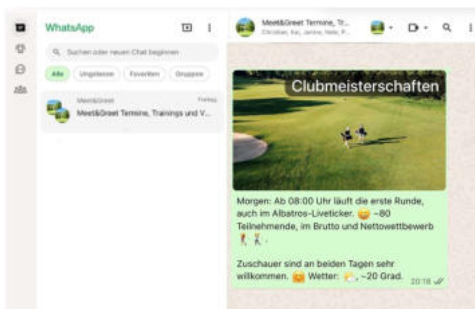 WhatsApp
Suchen oder neuen Chat beginnen
Alle
Ungelesen
Favoriten
Gruppen
Meet&Greet
Freitag
Meet&Greet Termine, Trainings und V...
Meet&Greet Termine, Tr...
Christian, Kai, Janine, Nele, P...
Clubmeisterschaften
Morgen: Ab 08:00 Uhr läuft die erste Runde,
auch im Albatros-Liveticker. 😄 ~80
Teilnehmende, im Brutto und Nettowettbewerb
🏌️🏌️.
Zuschauer sind an beiden Tagen sehr
willkommen. 🤗 Wetter: 🌤️, ~20 Grad.
20:18